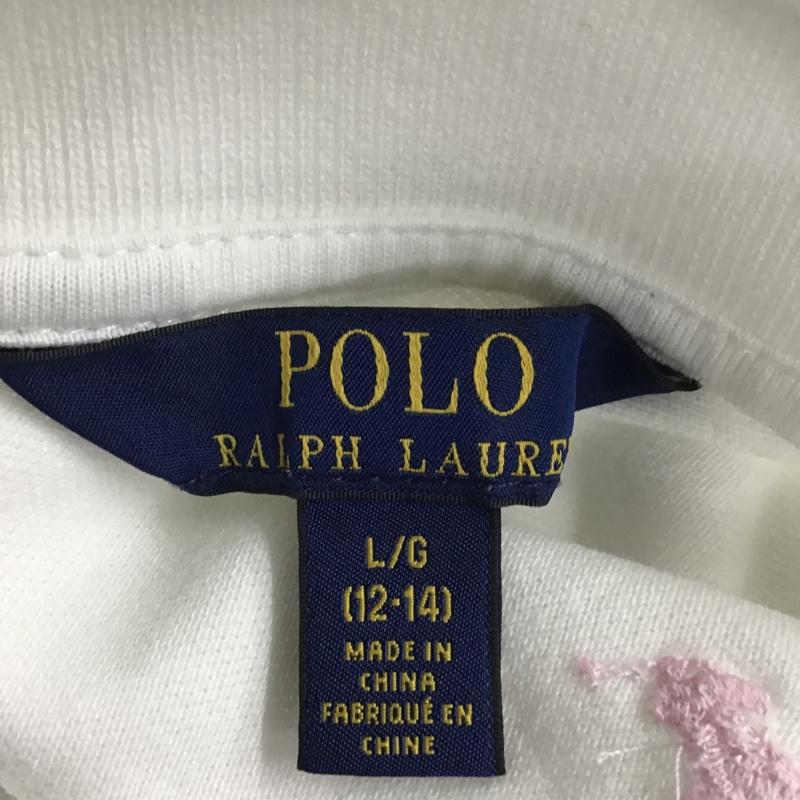 POLO
RALPH LAURE
L/G
(12-14)
MADE IN
CHINA
FABRIQUÉ EN
CHINE